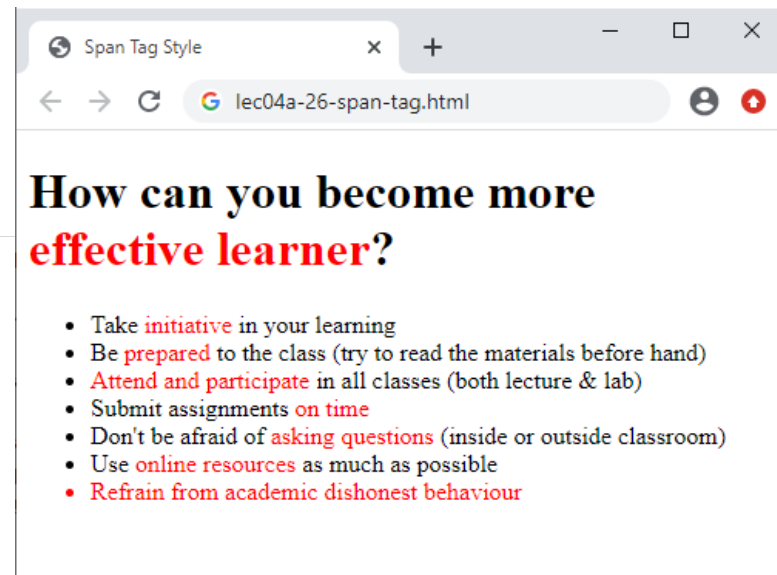 Span Tag Style
lec04a-26-span-tag.html
How can you become more
effective learner?
Take initiative in your learning
Be prepared to the class (try to read the materials before hand)
Attend and participate in all classes (both lecture & lab)
Submit assignments on time
Don't be afraid of asking questions (inside or outside classroom)
Use online resources as much as possible
Refrain from academic dishonest behaviour